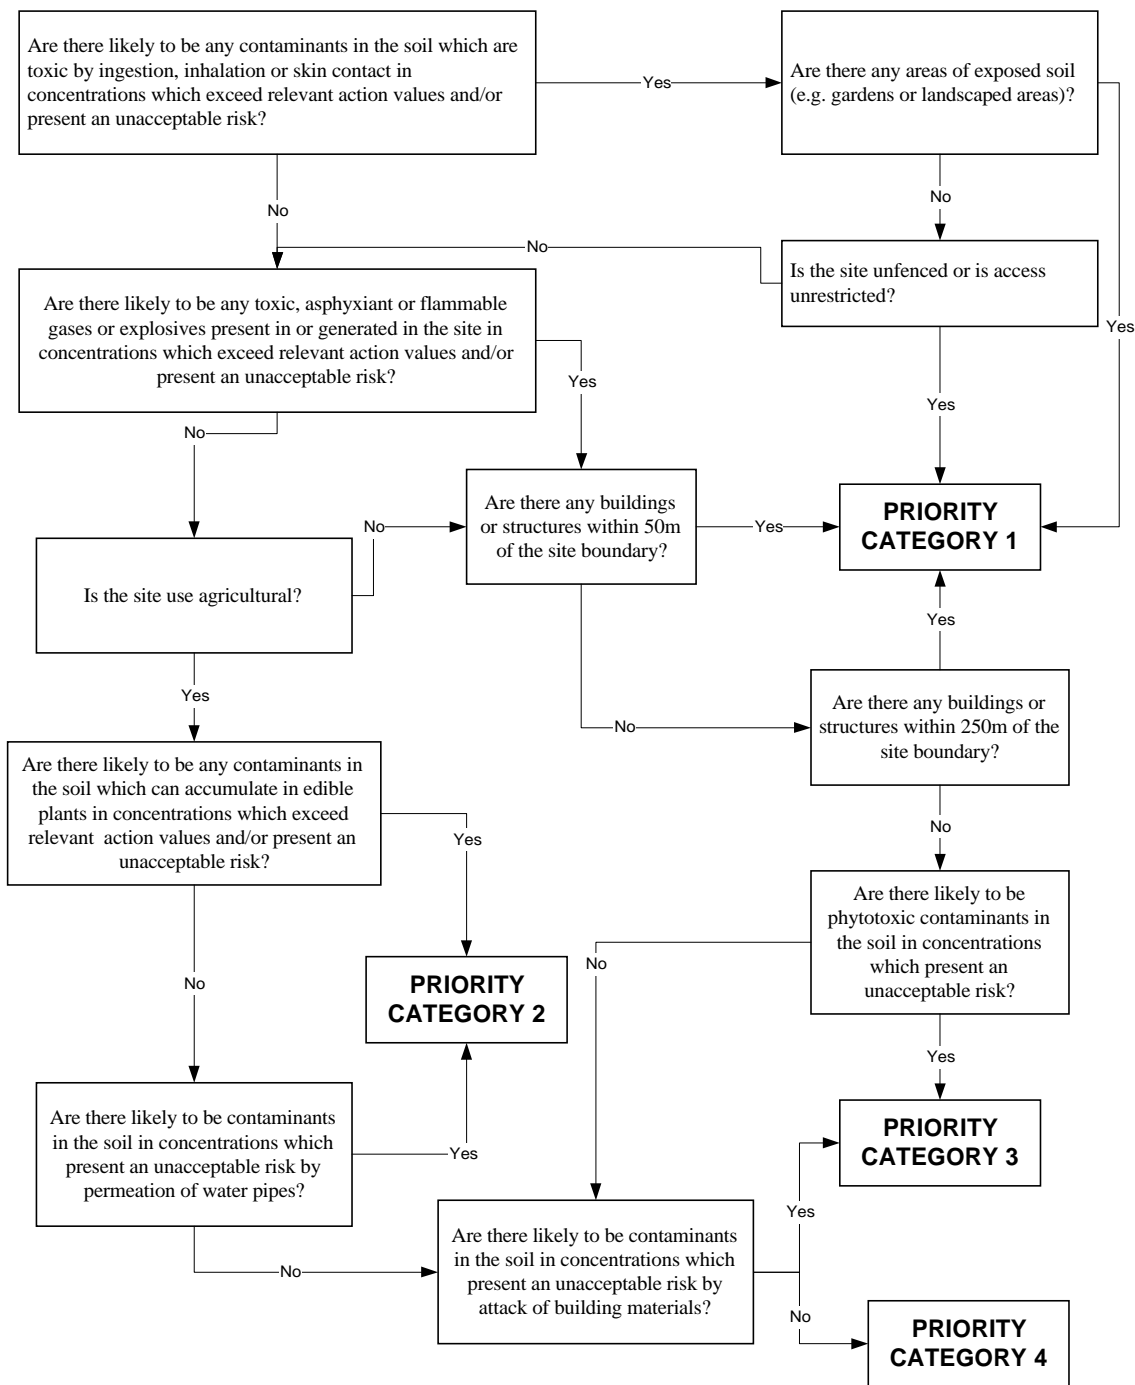 Are there likely to be any contaminants in the soil which are
toxic by ingestion, inhalation or skin contact in
concentrations which exceed relevant action values and/or
present an unacceptable risk?
Yes
Are there any areas of exposed soil
(e.g. gardens or landscaped areas)?
No
No
No
Is the site unfenced or is access
unrestricted?
Yes
Are there likely to be any toxic, asphyxiant or flammable
gases or explosives present in or generated in the site in
concentrations which exceed relevant action values and/or
present an unacceptable risk?
Yes
Yes
No
Are there any buildings
or structures within 50m
of the site boundary?
No
Yes
PRIORITY
CATEGORY 1
Is the site use agricultural?
Yes
Yes
No
Are there any buildings or
structures within 250m of the
site boundary?
Are there likely to be any contaminants in
the soil which can accumulate in edible
plants in concentrations which exceed
relevant action values and/or present an
unacceptable risk?
Yes
No
Are there likely to be
phytotoxic contaminants in
the soil in concentrations
which present an
unacceptable risk?
No
No
PRIORITY
CATEGORY 2
Yes
Are there likely to be contaminants
in the soil in concentrations which
present an unacceptable risk by
permeation of water pipes?
Yes
PRIORITY
CATEGORY 3
Yes
No
Are there likely to be contaminants
in the soil in concentrations which
present an unacceptable risk by
attack of building materials?
No
PRIORITY
CATEGORY 4